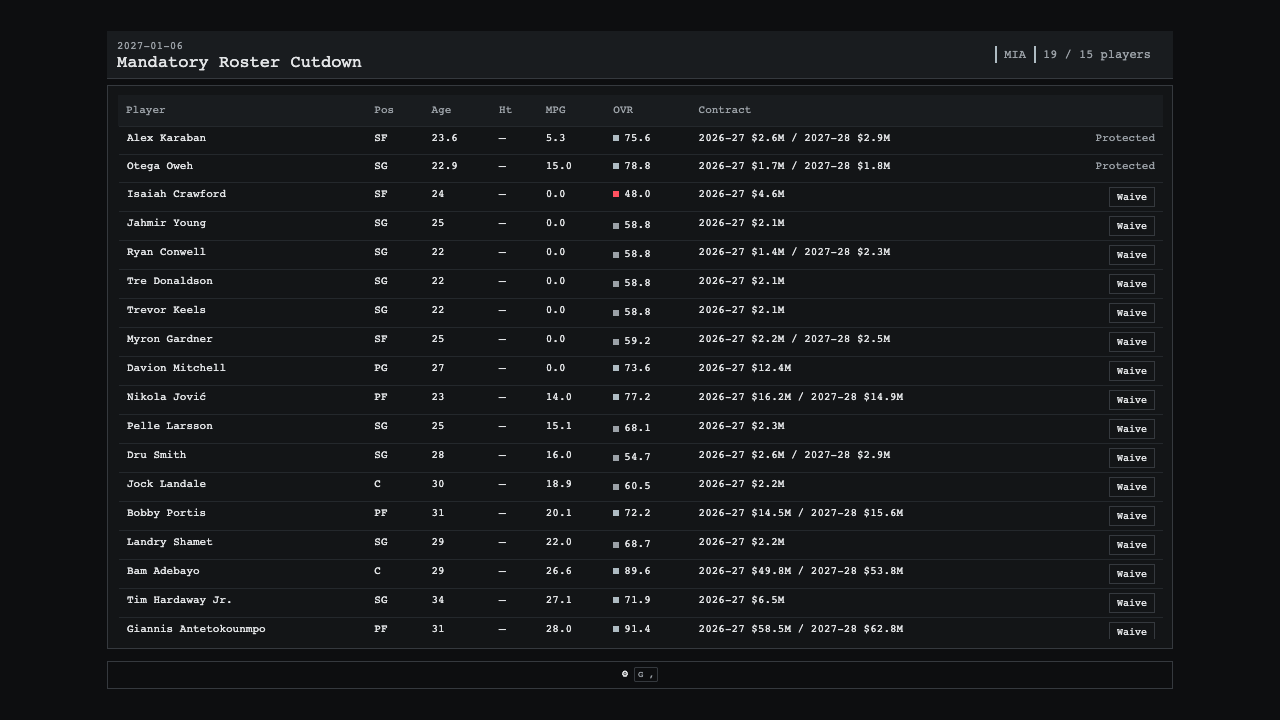 2027-01-06
Mandatory Roster Cutdown
MIA 19 / 15 players
Player Pos Age Ht MPG OVR Contract
Alex Karaban SF 23.6 — 5.3 75.6 2026-27 $2.6M / 2027-28 $2.9M Protected
Otega Oweh SG 22.9 — 15.0 78.8 2026-27 $1.7M / 2027-28 $1.8M Protected
Isaiah Crawford SF 24 — 0.0 48.0 2026-27 $4.6M Waive
Jahmir Young SG 25 — 0.0 58.8 2026-27 $2.1M Waive
Ryan Conwell SG 22 — 0.0 58.8 2026-27 $1.4M / 2027-28 $2.3M Waive
Tre Donaldson SG 22 — 0.0 58.8 2026-27 $2.1M Waive
Trevor Keels SG 22 — 0.0 58.8 2026-27 $2.1M Waive
Myron Gardner SF 25 — 0.0 59.2 2026-27 $2.2M / 2027-28 $2.5M Waive
Davion Mitchell PG 27 — 0.0 73.6 2026-27 $12.4M Waive
Nikola Jović PF 23 — 14.0 77.2 2026-27 $16.2M / 2027-28 $14.9M Waive
Pelle Larsson SG 25 — 15.1 68.1 2026-27 $2.3M Waive
Dru Smith SG 28 — 16.0 54.7 2026-27 $2.6M / 2027-28 $2.9M Waive
Jock Landale C 30 — 18.9 60.5 2026-27 $2.2M Waive
Bobby Portis PF 31 — 20.1 72.2 2026-27 $14.5M / 2027-28 $15.6M Waive
Landry Shamet SG 29 — 22.0 68.7 2026-27 $2.2M Waive
Bam Adebayo C 29 — 26.6 89.6 2026-27 $49.8M / 2027-28 $53.8M Waive
Tim Hardaway Jr. SG 34 — 27.1 71.9 2026-27 $6.5M Waive
Giannis Antetokounmpo PF 31 — 28.0 91.4 2026-27 $58.5M / 2027-28 $62.8M Waive
⚙ G ,